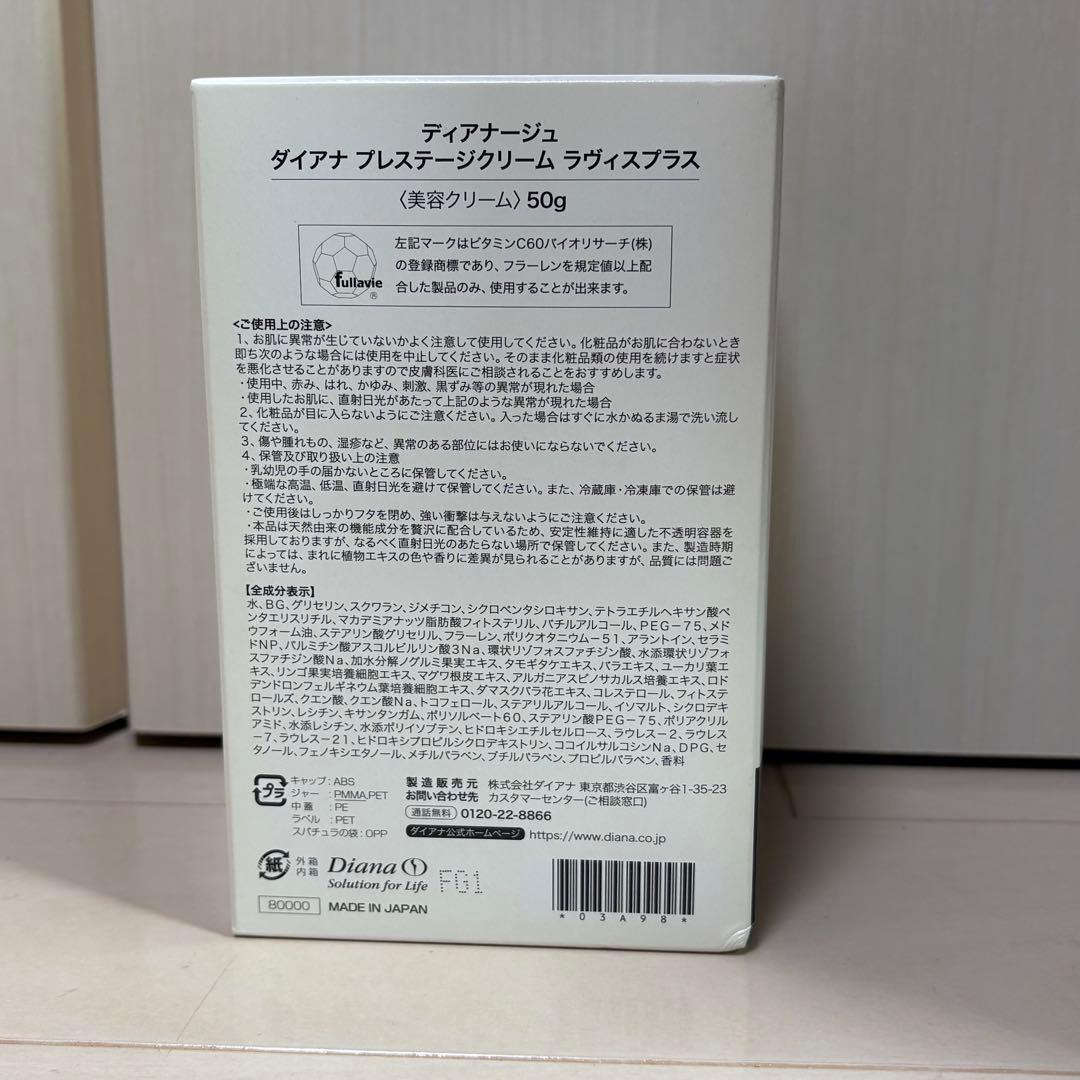 ディアナージュ
ダイアナ プレステージクリーム ラヴィスプラス
〈美容クリーム〉50g
fullavie®
左記マークはビタミンC60バイオリサーチ(株)
の登録商標であり、フラーレンを規定値以上配
合した製品のみ、使用することが出来ます。
<ご使用上の注意>
1、お肌に異常が生じていないかよく注意して使用してください。化粧品がお肌に合わないとき
即ち次のような場合には使用を中止してください。そのまま化粧品類の使用を続けますと症状
を悪化させることがありますので皮膚科医にご相談されることをおすすめします。
・使用中、赤み、はれ、かゆみ、刺激、黒ずみ等の異常が現れた場合
・使用したお肌に、直射日光があたって上記のような異常が現れた場合
2、化粧品が目に入らないようにご注意ください。入った場合はすぐに水かぬるま湯で洗い流し
てください。
3、傷や腫れもの、湿疹など、異常のある部位にはお使いにならないでください。
4、保管及び取り扱い上の注意
・乳幼児の手の届かないところに保管してください。
・極端な高温、低温、直射日光を避けて保管してください。また、冷蔵庫・冷凍庫での保管は避
けてください。
・ご使用後はしっかりフタを閉め、強い衝撃は与えないようにご注意ください。
・本品は天然由来の機能成分を贅沢に配合しているため、安定性維持に適した不透明容器を
採用しておりますが、なるべく直射日光のあたらない場所で保管してください。また、製造時期
によっては、まれに植物エキスの色や香りに差異が見られることがありますが、品質には問題ご
ざいません。
【全成分表示】
水、BG、グリセリン、スクワラン、ジメチコン、シクロペンタシロキサン、テトラエチルヘキサン酸ペ
ンタエリスリチル、マカデミアナッツ脂肪酸フィトステリル、バチルアルコール、PEG－75、メド
ウフォーム油、ステアリン酸グリセリル、フラーレン、ポリクオタニウム－51、アラントイン、セラミ
ドNP、パルミチン酸アスコルビルリン酸3Na、環状リゾフォスファチジン酸、水添環状リゾフォ
スファチジン酸Na、加水分解ノグルミ果実エキス、タモギタケエキス、バラエキス、ユーカリ葉エ
キス、リンゴ果実培養細胞エキス、マグワ根皮エキス、アルガニアスピノサカルス培養エキス、ロド
デンドロンフェルギネウム葉培養細胞エキス、ダマスクバラ花エキス、コレステロール、フィトステ
ロールズ、クエン酸、クエン酸Na、トコフェロール、ステアリルアルコール、イソマルト、シクロデキ
ストリン、レシチン、キサンタンガム、ポリソルベート60、ステアリン酸PEG－75、ポリアクリル
アミド、水添レシチン、水添ポリイソブテン、ヒドロキシエチルセルロース、ラウレス－2、ラウレス
－7、ラウレス－21、ヒドロキシプロピルシクロデキストリン、ココイルサルコシンNa、DPG、セ
タノール、フェノキシエタノール、メチルパラベン、ブチルパラベン、プロピルパラベン、香料
プラ
キャップ：ABS
ジャー：PMMA,PET
中蓋：PE
ラベル：PET
スパチュラの袋：OPP
製造販売元 株式会社ダイアナ 東京都渋谷区富ヶ谷1-35-23
お問い合わせ先 カスタマーセンター(ご相談窓口)
通話無料 0120-22-8866
ダイアナ公式ホームページ https://www.diana.co.jp
紙 外箱
内箱
Diana
Solution for Life
FG1
80000 MADE IN JAPAN
*03A98*